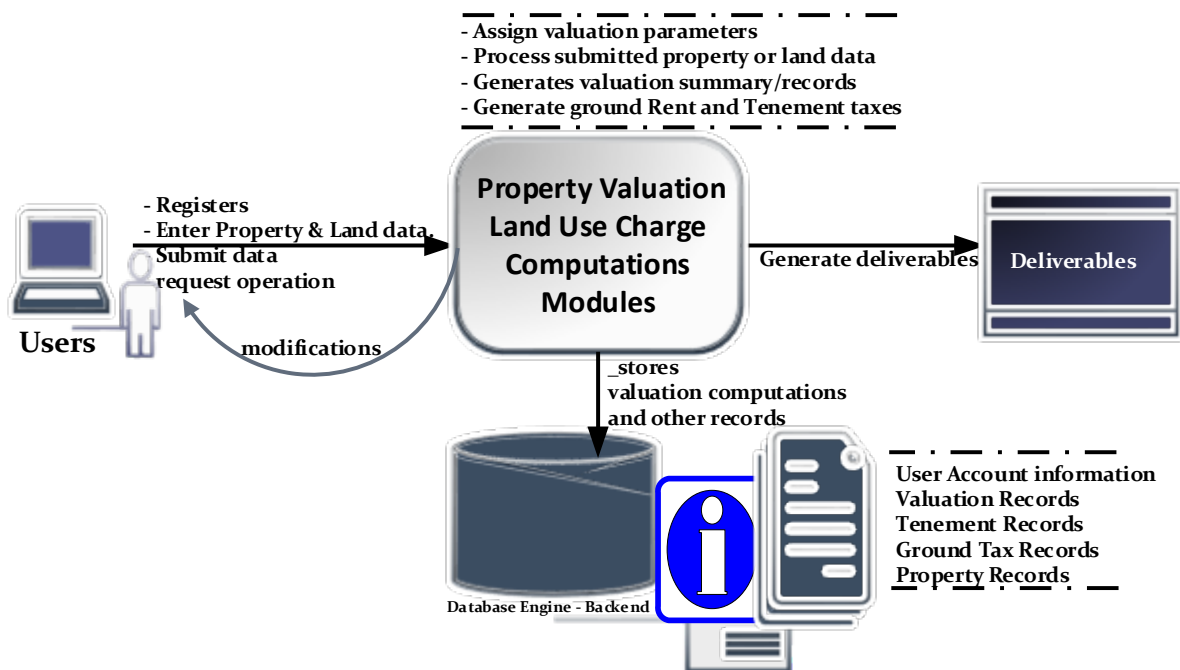 - Assign valuation parameters
- Process submitted property or land data
- Generates valuation summary/records
- Generate ground Rent and Tenement taxes
Property Valuation
Land Use Charge
Computations
Modules
- Registers
- Enter Property & Land data.
- Submit data
request operation
Users
modifications
Generate deliverables
Deliverables
_stores
valuation computations
and other records
Database Engine - Backend
User Account information
Valuation Records
Tenement Records
Ground Tax Records
Property Records